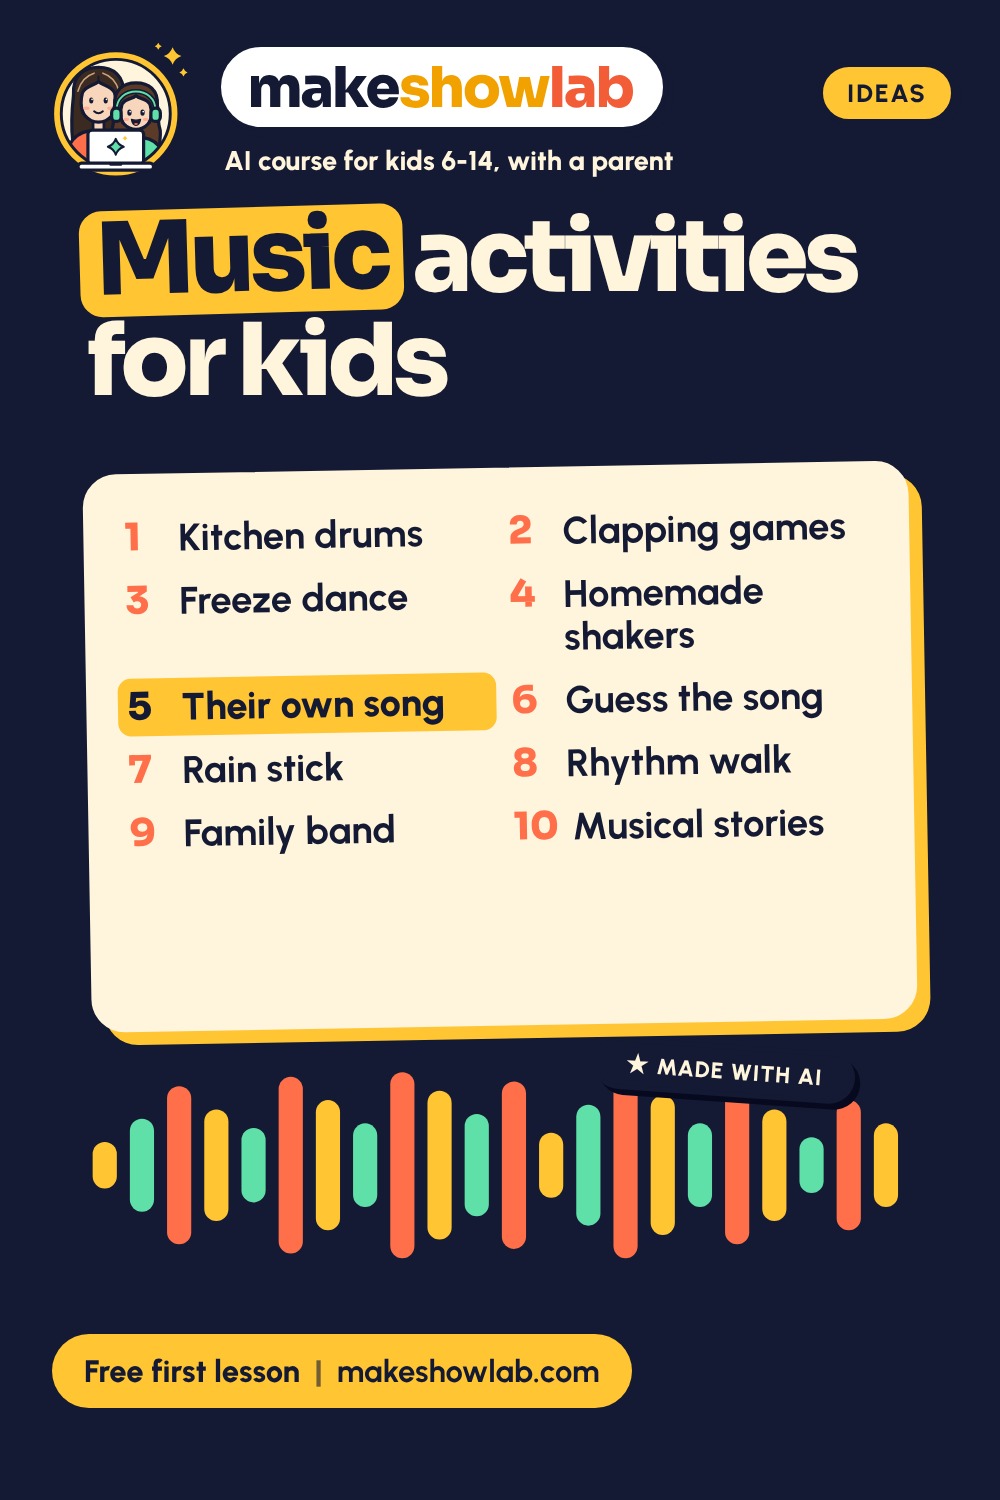 makeshowlab
IDEAS
AI course for kids 6-14, with a parent
Music activities
for kids
1 Kitchen drums
2 Clapping games
3 Freeze dance
4 Homemade
shakers
5 Their own song
6 Guess the song
7 Rain stick
8 Rhythm walk
9 Family band
10 Musical stories
★ MADE WITH AI
Free first lesson | makeshowlab.com